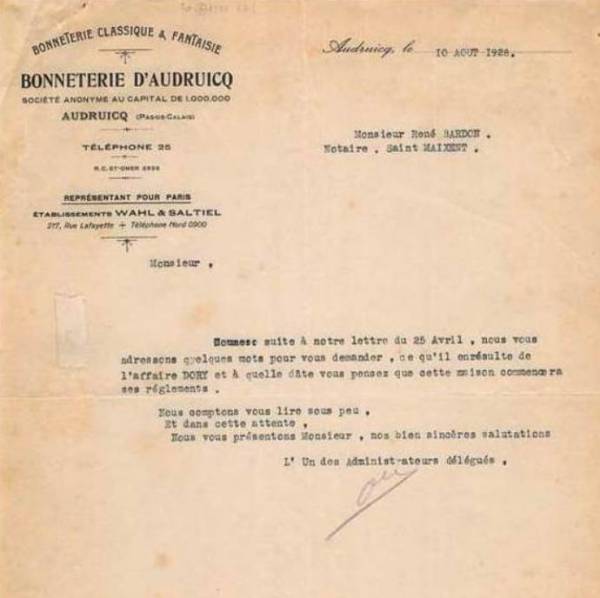 BONNETERIE CLASSIQUE & FANTAISIE
BONNETERIE D'AUDRUICQ
SOCIÉTÉ ANONYME AU CAPITAL DE 1.000.000
AUDRUICQ (PAS-DE-CALAIS)
TÉLÉPHONE 25
R.C. ST-OMER
REPRÉSENTANT POUR PARIS
ÉTABLISSEMENTS WAHL & SALTIEL
217, Rue Lafayette + Téléphone Nord 0900
Audruicq, le 10 AOUT 1928.
Monsieur René BARDON .
Notaire . Saint MAIXENT .
Monsieur .
suite à notre lettre du 25 Avril , nous vous
adressons quelques mots pour vous demander , ce qu'il enrésulte de
l'affaire DORY et à quelle dâte vous pensez que cette maison commencera
ses réglements .
Nous comptons vous lire sous peu ,
Et dans cette attente ,
Nous vous présentons Monsieur , nos bien sincères salutations
L' Un des Administrateurs délégués .